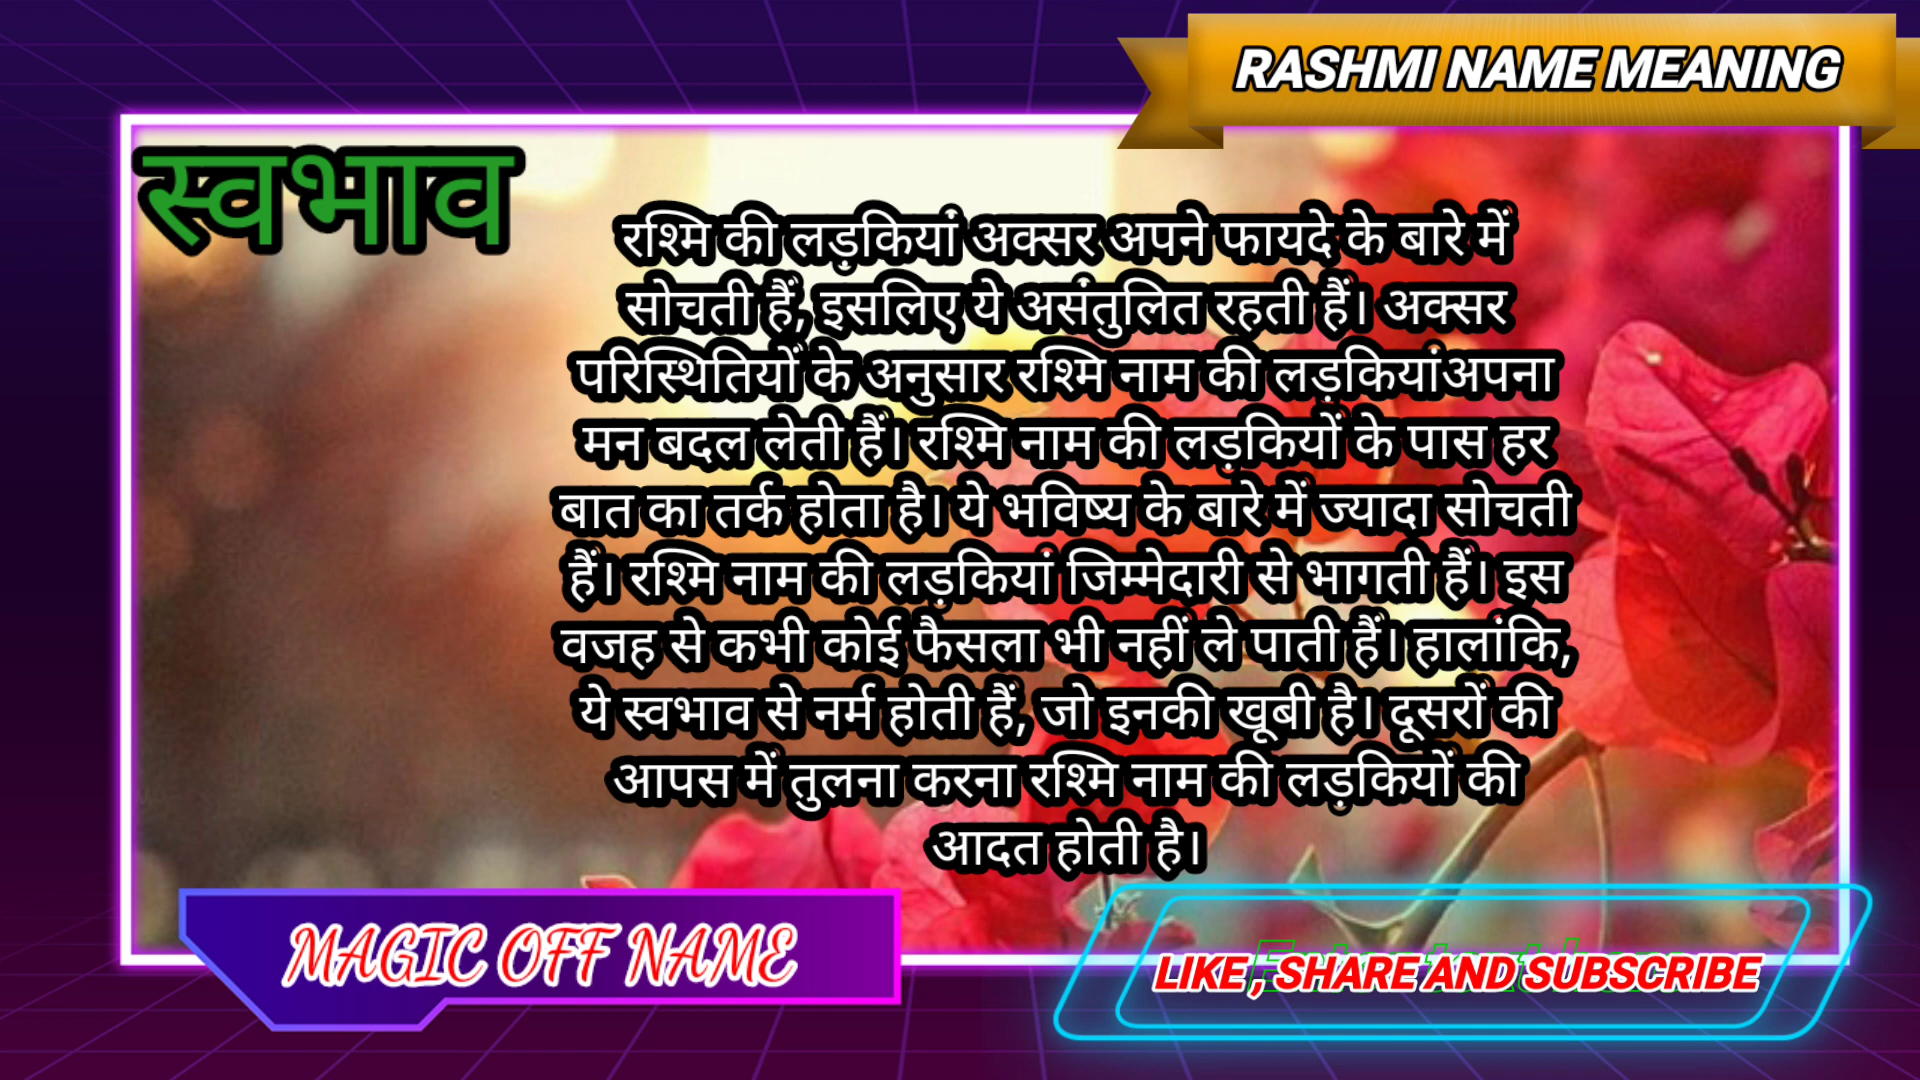 RASHMI NAME MEANING
स्वभाव
रश्मि की लड़कियां अक्सर अपने फायदे के बारे में
सोचती हैं, इसलिए ये असंतुलित रहती हैं। अक्सर
परिस्थितियों के अनुसार रश्मि नाम की लड़कियांअपना
मन बदल लेती हैं। रश्मि नाम की लड़कियों के पास हर
बात का तर्क होता है। ये भविष्य के बारे में ज्यादा सोचती
हैं। रश्मि नाम की लड़कियां जिम्मेदारी से भागती हैं। इस
वजह से कभी कोई फैसला भी नहीं ले पाती हैं। हालांकि,
ये स्वभाव से नर्म होती हैं, जो इनकी खूबी है। दूसरों की
आपस में तुलना करना रश्मि नाम की लड़कियों की
आदत होती है।
MAGIC OFF NAME
LIKE , SHARE AND SUBSCRIBE